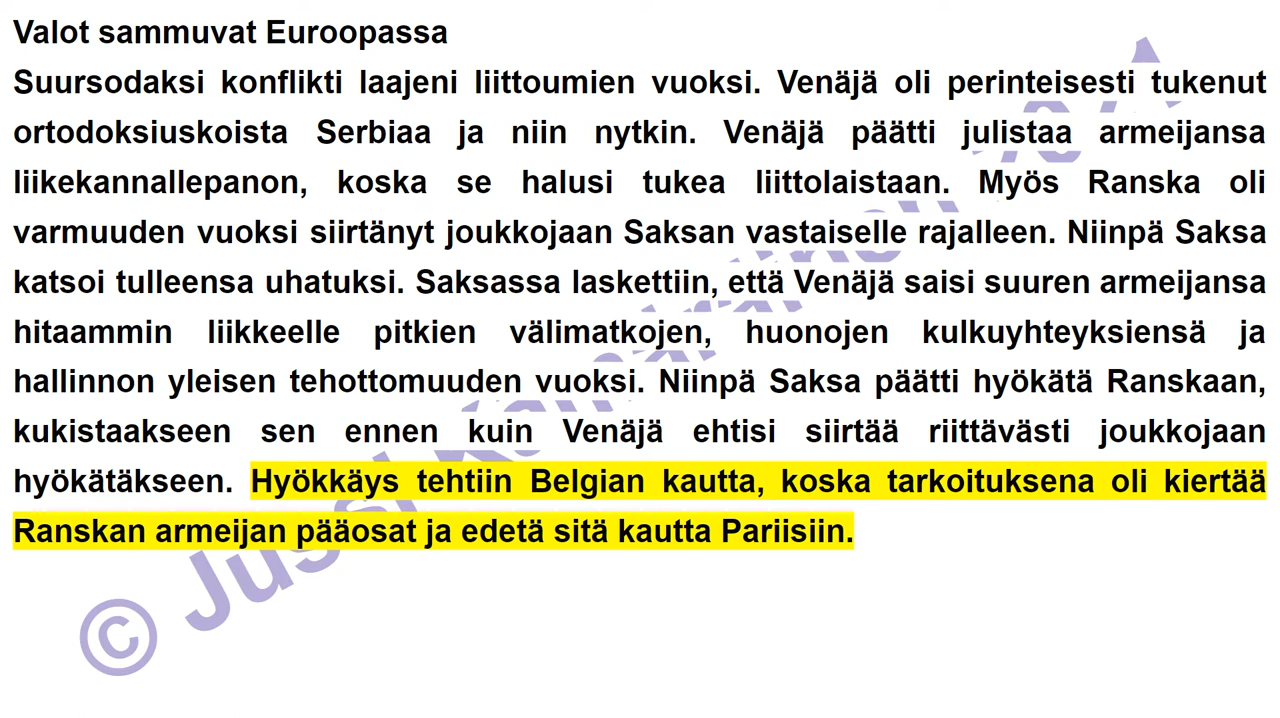 Valot sammuvat Euroopassa
Suursodaksi konflikti laajeni liittoumien vuoksi. Venäjä oli perinteisesti tukenut
ortodoksiuskoista Serbiaa ja niin nytkin. Venäjä päätti julistaa armeijansa
liikekannallepanon, koska se halusi tukea liittolaistaan. Myös Ranska oli
varmuuden vuoksi siirtänyt joukkojaan Saksan vastaiselle rajalleen. Niinpä Saksa
katsoi tulleensa uhatuksi. Saksassa laskettiin, että Venäjä saisi suuren armeijansa
hitaammin liikkeelle pitkien välimatkojen, huonojen kulkuyhteyksiensä ja
hallinnon yleisen tehottomuuden vuoksi. Niinpä Saksa päätti hyökätä Ranskaan,
kukistaakseen sen ennen kuin Venäjä ehtisi siirtää riittävästi joukkojaan
hyökätäkseen. Hyökkäys tehtiin Belgian kautta, koska tarkoituksena oli kiertää
Ranskan armeijan pääosat ja edetä sitä kautta Pariisiin.
© Jussi